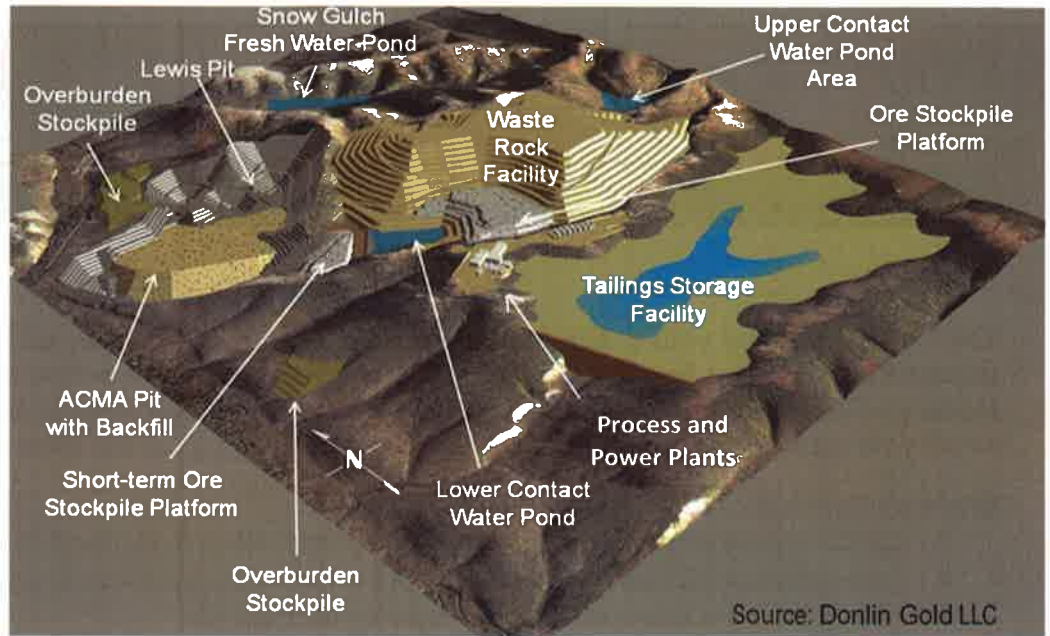 Snow Gulch
Fresh Water Pond
Lewis Pit
Overburden
Stockpile
Upper Contact
Water Pond
Area
Ore Stockpile
Platform
Waste
Rock
Facility
Tailings Storage
Facility
ACMA Pit
with Backfill
Short-term Ore
Stockpile Platform
N
Lower Contact
Water Pond
Process and
Power Plants
Overburden
Stockpile
Source: Donlin Gold LLC